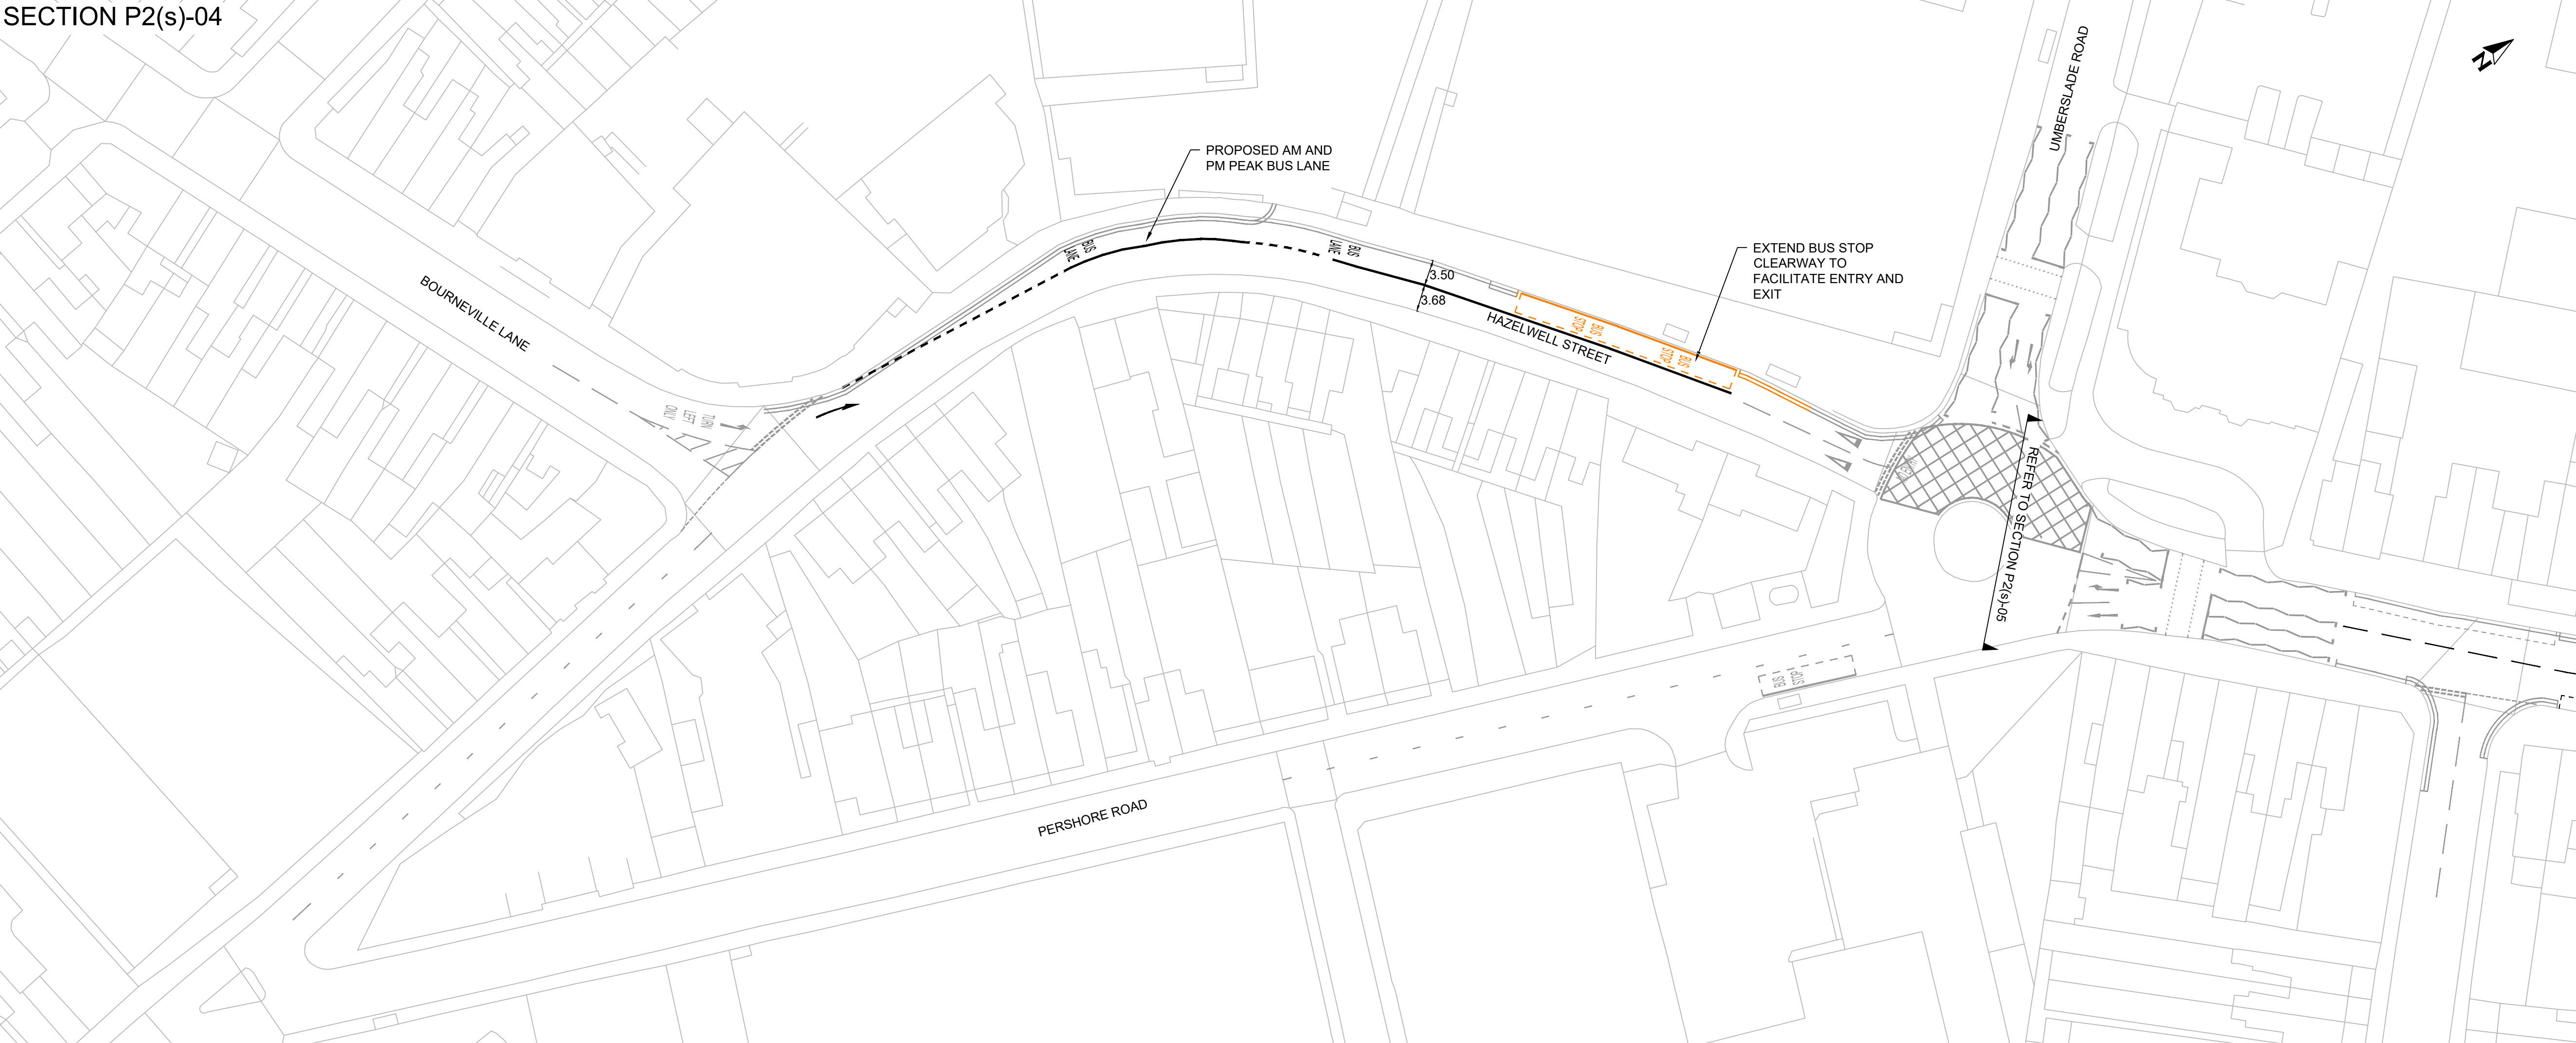 SECTION P2(s)-04
UMBERSLADE ROAD
N
PROPOSED AM AND
PM PEAK BUS LANE
BUS
LANE
BUS
LANE
EXTEND BUS STOP
CLEARWAY TO
FACILITATE ENTRY AND
EXIT
3.50
3.68
BOURNEVILLE LANE
HAZELWELL STREET
BUS
STOP
BUS
STOP
TURN
LEFT
ONLY
REFER TO SECTION P2(s)-05
BUS
STOP
PERSHORE ROAD